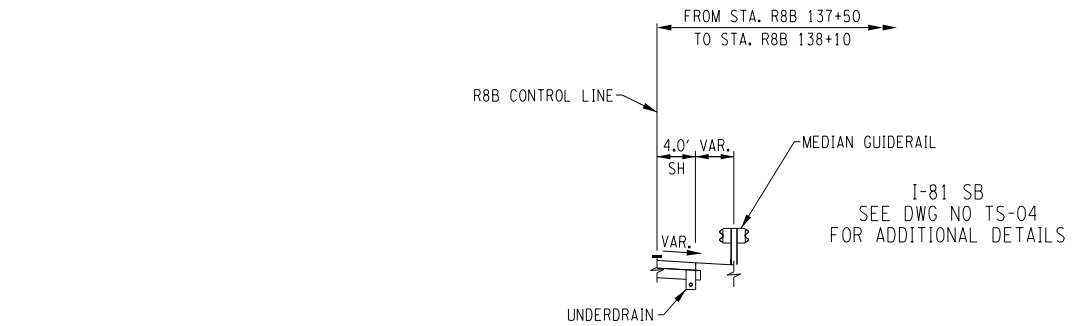 FROM STA. R8B 137+50
TO STA. R8B 138+10
R8B CONTROL LINE
4.0' VAR.
SH
MEDIAN GUIDERAIL
I-81 SB
SEE DWG NO TS-04
FOR ADDITIONAL DETAILS
VAR.
UNDERDRAIN